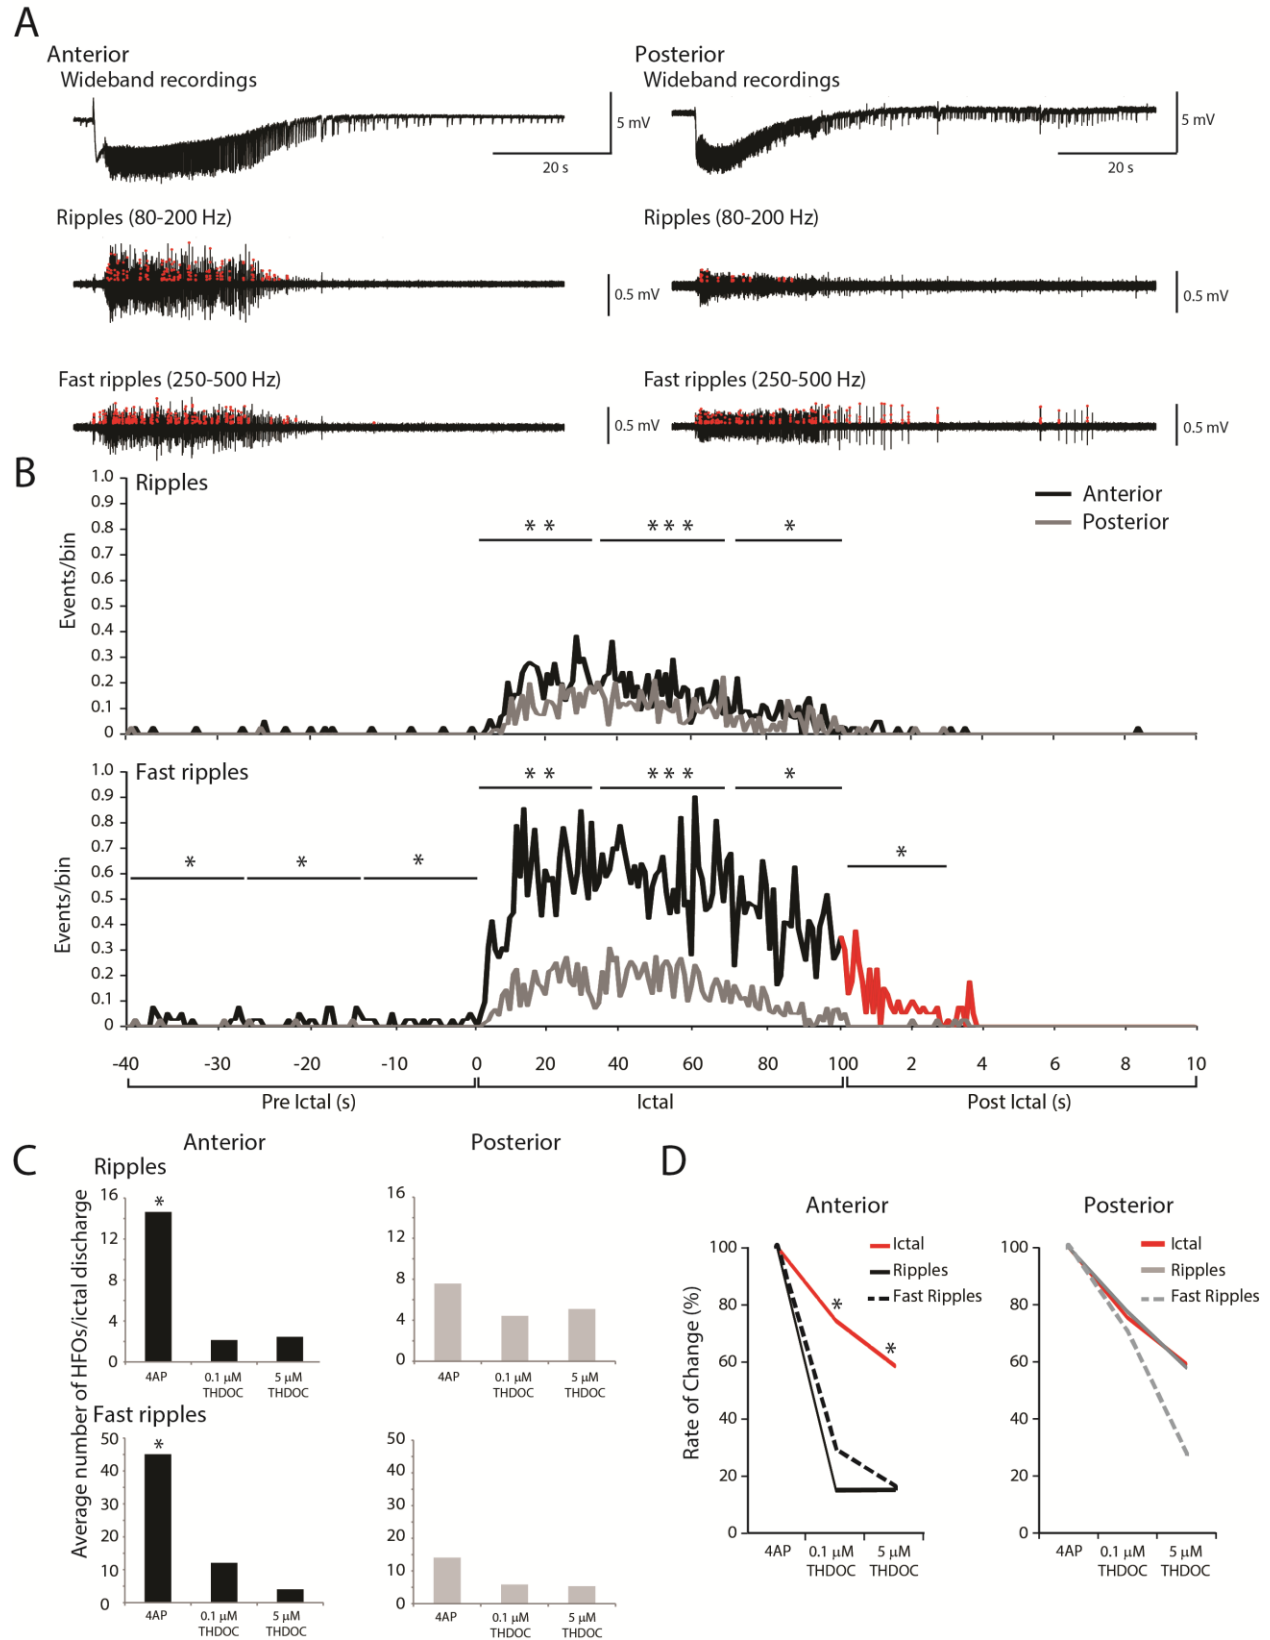 A
Anterior
Wideband recordings
5 mV
20 s
Posterior
Wideband recordings
5 mV
20 s
Ripples (80-200 Hz)
0.5 mV
Ripples (80-200 Hz)
0.5 mV
Fast ripples (250-500 Hz)
0.5 mV
Fast ripples (250-500 Hz)
0.5 mV
B
Ripples
Anterior
Posterior
Events/bin
1.0
0.9
0.8
0.7
0.6
0.5
0.4
0.3
0.2
0.1
0
* *
* * *
*
Fast ripples
Events/bin
1.0
0.9
0.8
0.7
0.6
0.5
0.4
0.3
0.2
0.1
0
* *
* * *
*
*
*
*
*
-40 -30 -20 -10 0 20 40 60 80 100 2 4 6 8 10
Pre Ictal (s)
Ictal
Post Ictal (s)
C
Anterior
Posterior
Average number of HFOs/ictal discharge
Ripples
16
12
8
4
0
*
4AP
0.1 µM
THDOC
5 µM
THDOC
16
12
8
4
0
4AP
0.1 µM
THDOC
5 µM
THDOC
Fast ripples
50
40
30
20
10
0
*
4AP
0.1 µM
THDOC
5 µM
THDOC
50
40
30
20
10
0
4AP
0.1 µM
THDOC
5 µM
THDOC
D
Anterior
Rate of Change (%)
100
80
60
40
20
0
Ictal
Ripples
Fast Ripples
*
*
4AP
0.1 µM
THDOC
5 µM
THDOC
Posterior
100
80
60
40
20
0
Ictal
Ripples
Fast Ripples
4AP
0.1 µM
THDOC
5 µM
THDOC